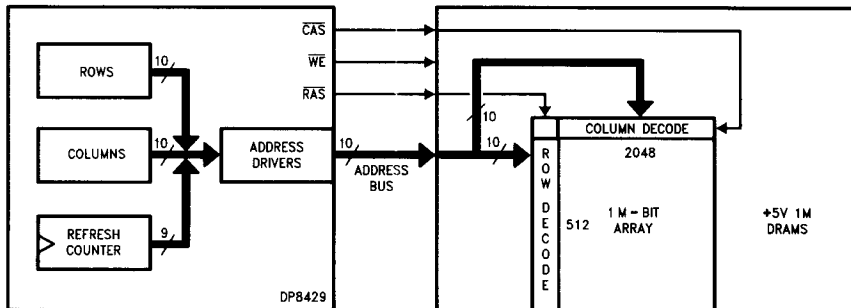 ROWS
10
COLUMNS
10
REFRESH
COUNTER
9
ADDRESS
DRIVERS
DP8429
CAS
WE
RAS
10
ADDRESS
BUS
10
10
COLUMN DECODE
2048
ROW DECODE
512
1 M-BIT
ARRAY
+5V 1M
DRAMS